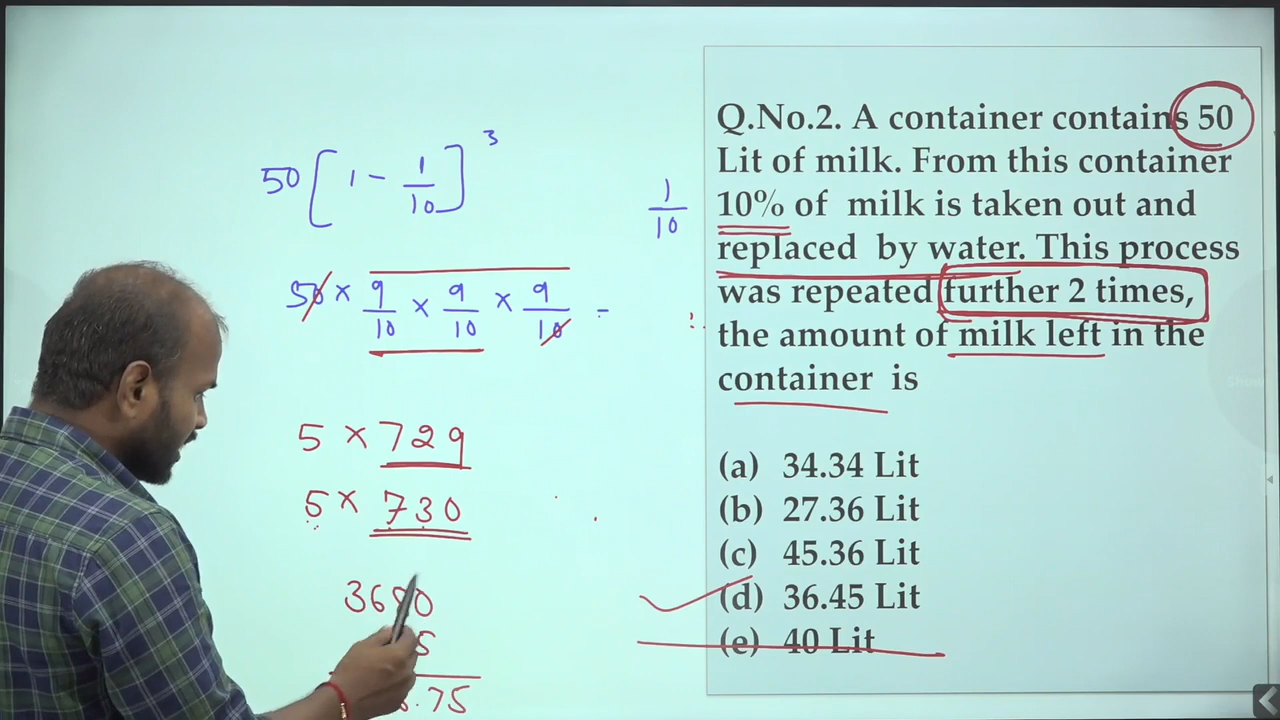 50 [ 1 - 1/10 ]³
1/10
50 × 9/10 × 9/10 × 9/10 =
5 × 729
5 × 730
Q.No.2. A container contains 50
Lit of milk. From this container
10% of milk is taken out and
replaced by water. This process
was repeated further 2 times,
the amount of milk left in the
container is
(a) 34.34 Lit
(b) 27.36 Lit
(c) 45.36 Lit
(d) 36.45 Lit
(e) 40 Lit